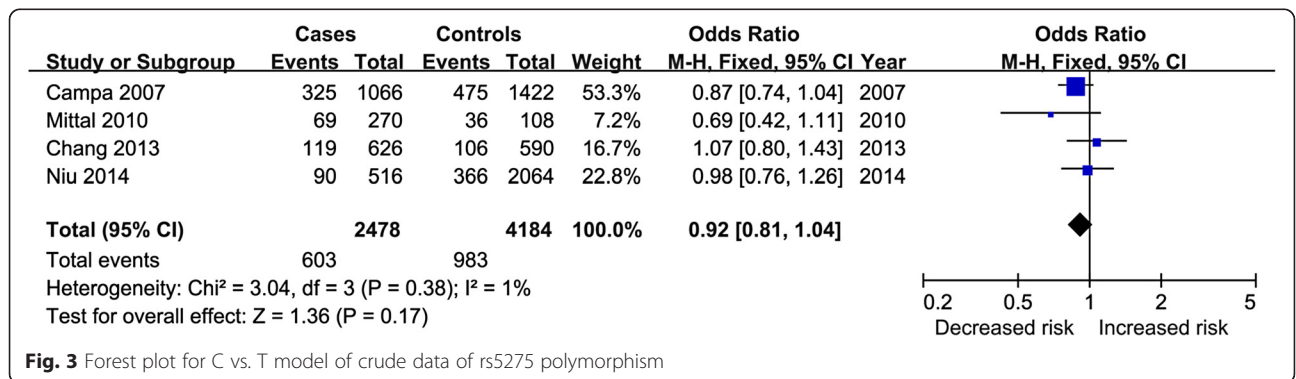 Cases Controls Odds Ratio Odds Ratio
Study or Subgroup Events Total Events Total Weight M-H, Fixed, 95% CI Year M-H, Fixed, 95% CI
Campa 2007 325 1066 475 1422 53.3% 0.87 [0.74, 1.04] 2007
Mittal 2010 69 270 36 108 7.2% 0.69 [0.42, 1.11] 2010
Chang 2013 119 626 106 590 16.7% 1.07 [0.80, 1.43] 2013
Niu 2014 90 516 366 2064 22.8% 0.98 [0.76, 1.26] 2014
Total (95% CI) 2478 4184 100.0% 0.92 [0.81, 1.04]
Total events 603 983
Heterogeneity: Chi² = 3.04, df = 3 (P = 0.38); I² = 1%
Test for overall effect: Z = 1.36 (P = 0.17)
0.2 0.5 1 2 5
Decreased risk Increased risk
Fig. 3 Forest plot for C vs. T model of crude data of rs5275 polymorphism